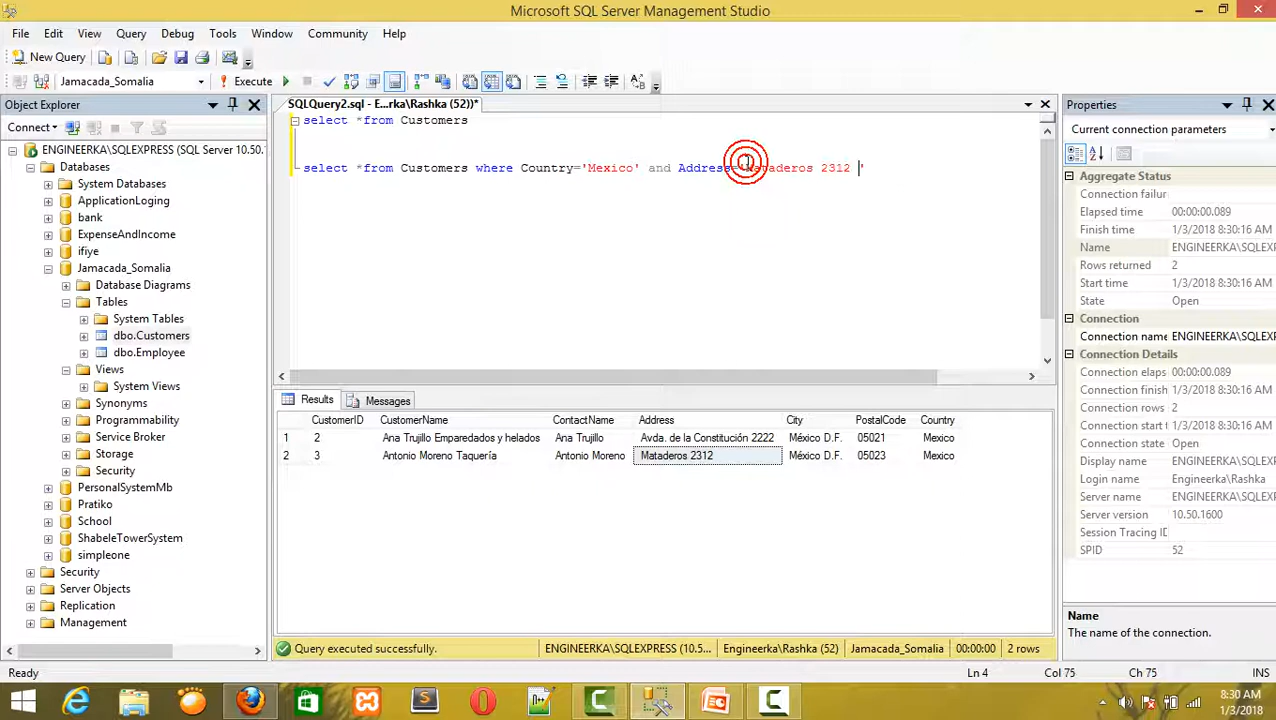 Microsoft SQL Server Management Studio
File Edit View Query Debug Tools Window Community Help
New Query
Jamacada_Somalia Execute
Object Explorer
Connect
ENGINEERKA\SQLEXPRESS (SQL Server 10.50.
Databases
System Databases
ApplicationLoging
bank
ExpenseAndIncome
ifiye
Jamacada_Somalia
Database Diagrams
Tables
System Tables
dbo.Customers
dbo.Employee
Views
System Views
Synonyms
Programmability
Service Broker
Storage
Security
PersonalSystemMb
Pratiko
School
ShabeleTowerSystem
simpleone
Security
Server Objects
Replication
Management
SQLQuery2.sql - E...rka\Rashka (52))*
select *from Customers
select *from Customers where Country='Mexico' and Address='Mataderos 2312 '
Results Messages
CustomerID CustomerName ContactName Address City PostalCode Country
1 2 Ana Trujillo Emparedados y helados Ana Trujillo Avda. de la Constitución 2222 México D.F. 05021 Mexico
2 3 Antonio Moreno Taquería Antonio Moreno Mataderos 2312 México D.F. 05023 Mexico
Query executed successfully. ENGINEERKA\SQLEXPRESS (10.5... Engineerka\Rashka (52) Jamacada_Somalia 00:00:00 2 rows
Properties
Current connection parameters
Aggregate Status
Connection failur
Elapsed time 00:00:00.089
Finish time 1/3/2018 8:30:16 AM
Name ENGINEERKA\SQLEXPRE
Rows returned 2
Start time 1/3/2018 8:30:16 AM
State Open
Connection
Connection name ENGINEERKA\SQLEXPRE
Connection Details
Connection elaps 00:00:00.089
Connection finish 1/3/2018 8:30:16 AM
Connection rows 2
Connection start t 1/3/2018 8:30:16 AM
Connection state Open
Display name ENGINEERKA\SQLEXPRE
Login name Engineerka\Rashka
Server name ENGINEERKA\SQLEXPRE
Server version 10.50.1600
Session Tracing ID
SPID 52
Name
The name of the connection.
Ready Ln 4 Col 75 Ch 75 INS
8:30 AM
1/3/2018